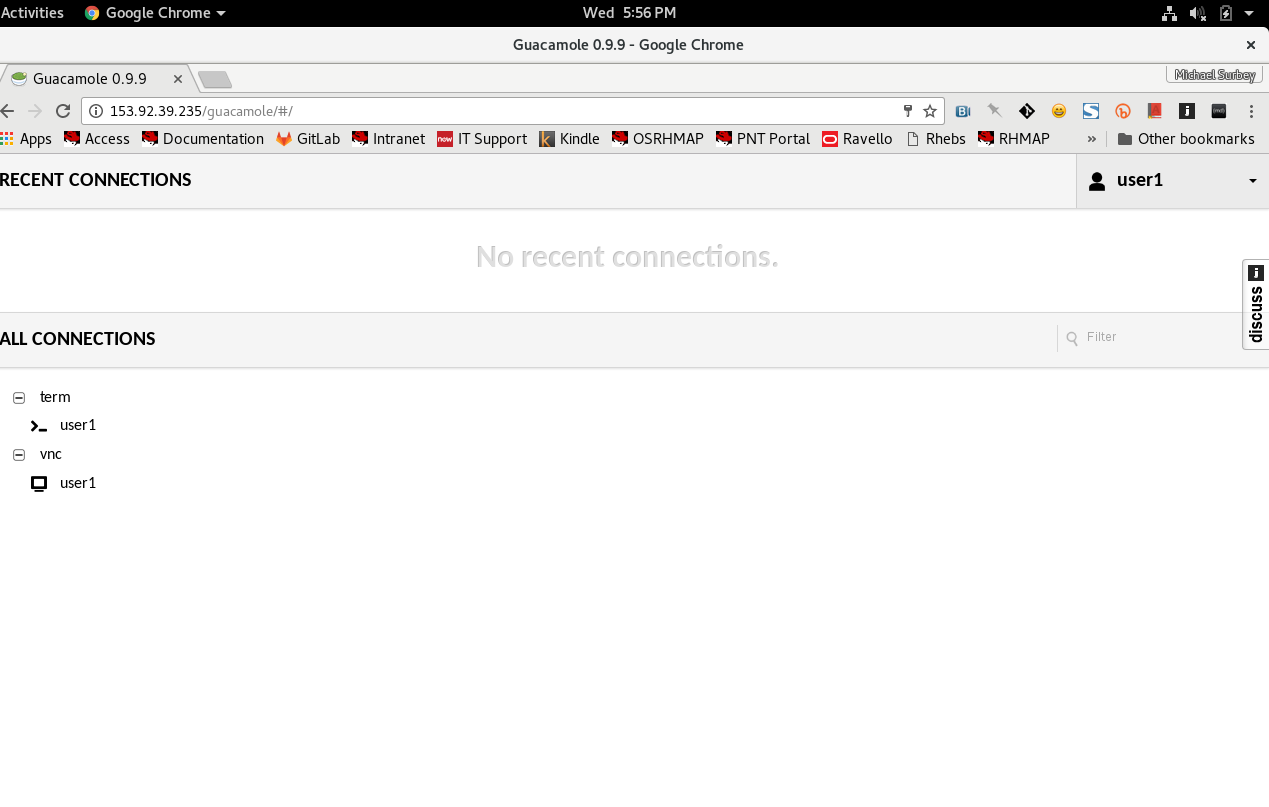 Activities Google Chrome Wed 5:56 PM
Guacamole 0.9.9 - Google Chrome
Guacamole 0.9.9 Michael Surbey
153.92.39.235/guacamole/#/
Apps Access Documentation GitLab Intranet IT Support Kindle OSRHMAP PNT Portal Ravello Rhebs RHMAP » Other bookmarks
RECENT CONNECTIONS user1
No recent connections.
discuss
ALL CONNECTIONS Filter
term
user1
vnc
user1